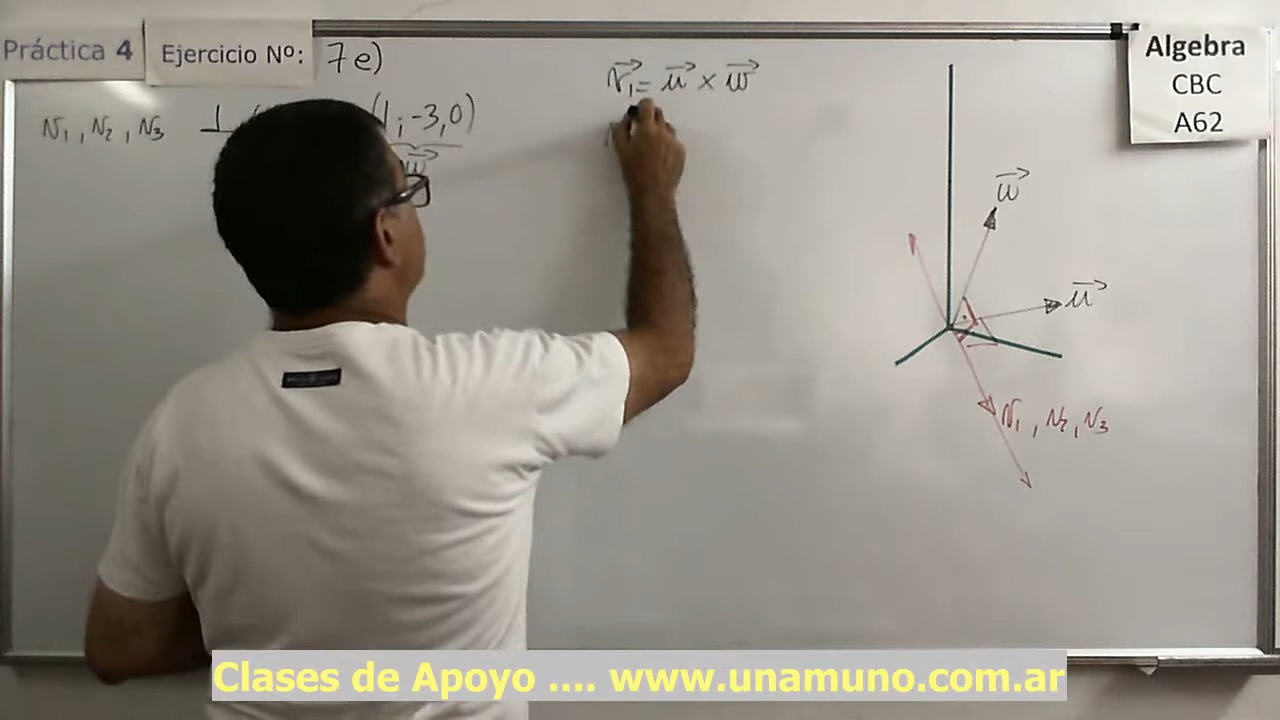 Práctica 4
Ejercicio Nº: 7e)
Algebra
CBC
A62
N₁, N₂, N₃ ⊥ (1; -3, 0)
w⃗
v⃗₁ = u⃗ × w⃗
w⃗
u⃗
N₁, N₂, N₃
Clases de Apoyo .... www.unamuno.com.ar